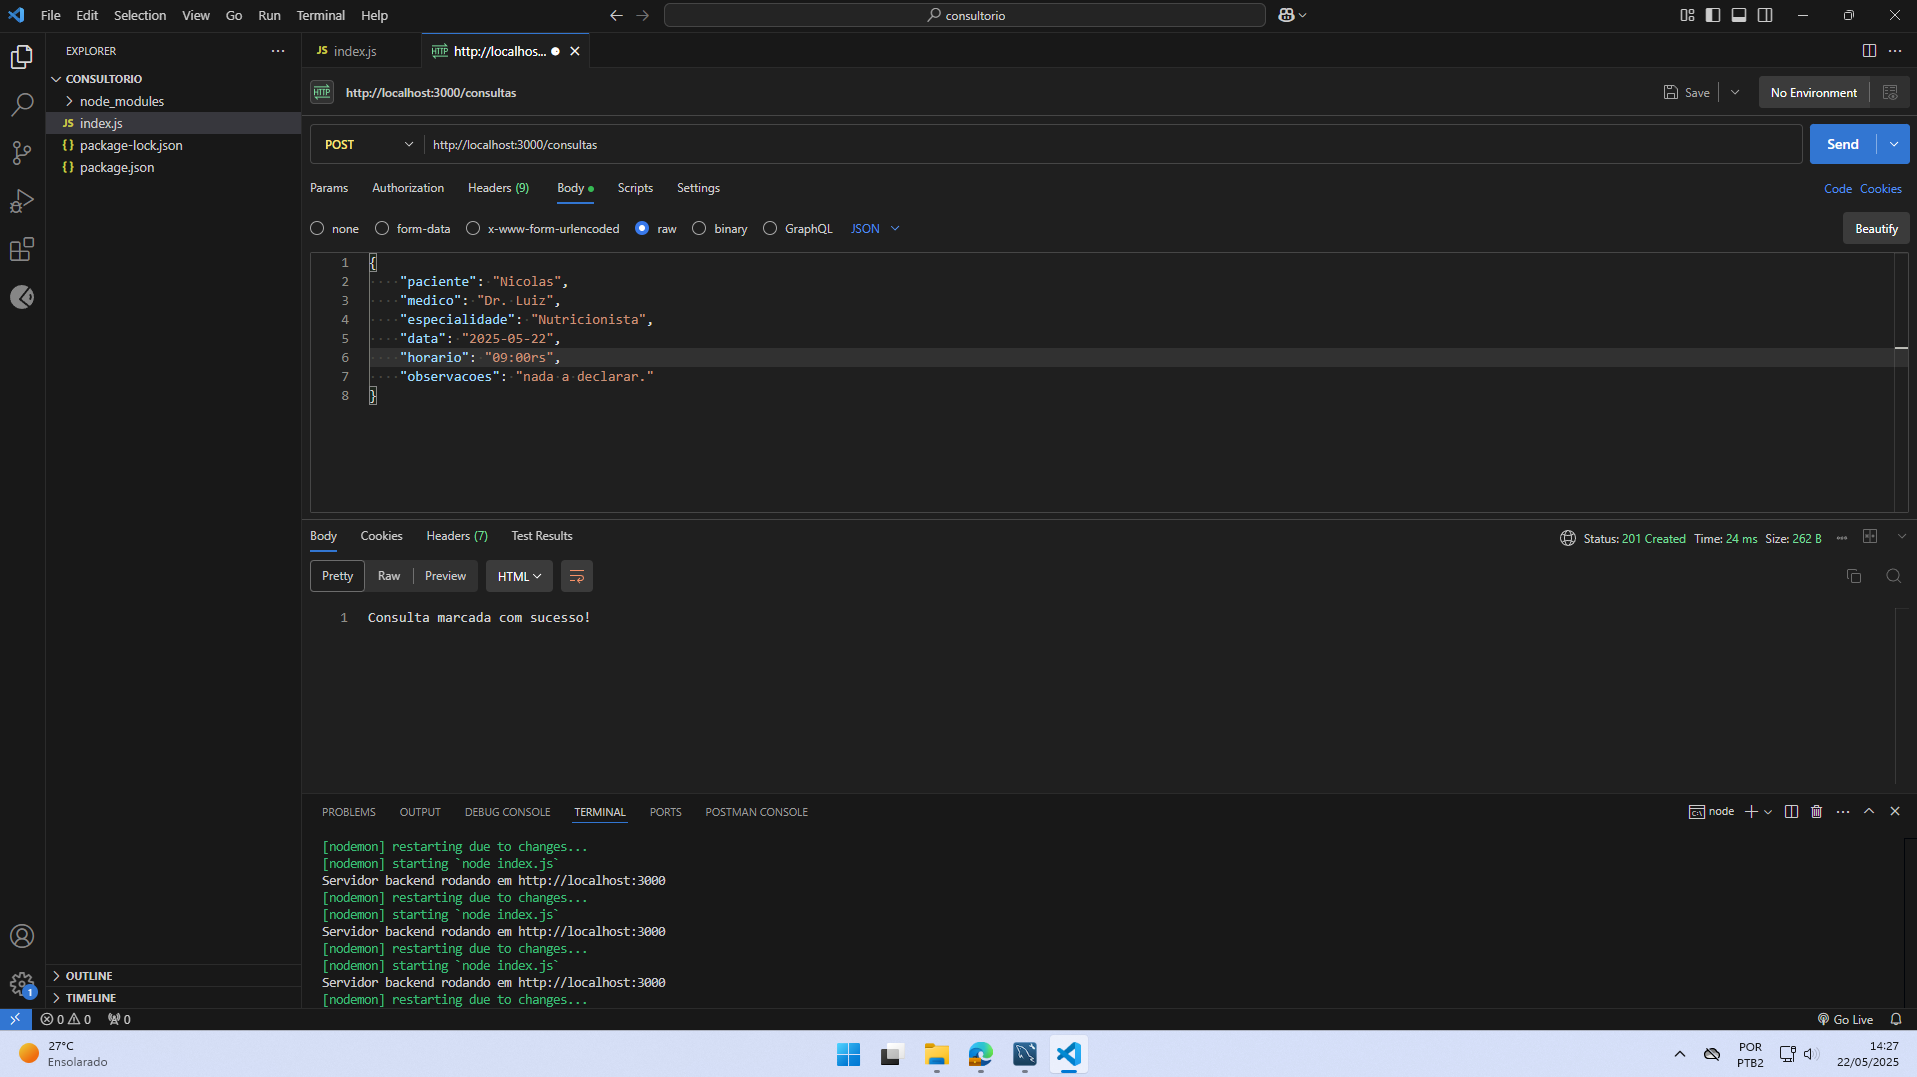 File Edit Selection View Go Run Terminal Help
consultorio
EXPLORER
CONSULTORIO
node_modules
JS index.js
{} package-lock.json
{} package.json
OUTLINE
TIMELINE
JS index.js
HTTP http://localhos...
HTTP http://localhost:3000/consultas
Save
No Environment
POST http://localhost:3000/consultas
Send
Params Authorization Headers (9) Body Scripts Settings
Code Cookies
none form-data x-www-form-urlencoded raw binary GraphQL JSON
Beautify
1 {
2 "paciente": "Nicolas",
3 "medico": "Dr. Luiz",
4 "especialidade": "Nutricionista",
5 "data": "2025-05-22",
6 "horario": "09:00rs",
7 "observacoes": "nada a declarar."
8 }
Body Cookies Headers (7) Test Results
Status: 201 Created Time: 24 ms Size: 262 B
Pretty Raw Preview HTML
1 Consulta marcada com sucesso!
PROBLEMS OUTPUT DEBUG CONSOLE TERMINAL PORTS POSTMAN CONSOLE
node
[nodemon] restarting due to changes...
[nodemon] starting `node index.js`
Servidor backend rodando em http://localhost:3000
[nodemon] restarting due to changes...
[nodemon] starting `node index.js`
Servidor backend rodando em http://localhost:3000
[nodemon] restarting due to changes...
[nodemon] starting `node index.js`
Servidor backend rodando em http://localhost:3000
[nodemon] restarting due to changes...
1
0 0 0
Go Live
27°C
Ensolarado
POR
PTB2
14:27
22/05/2025